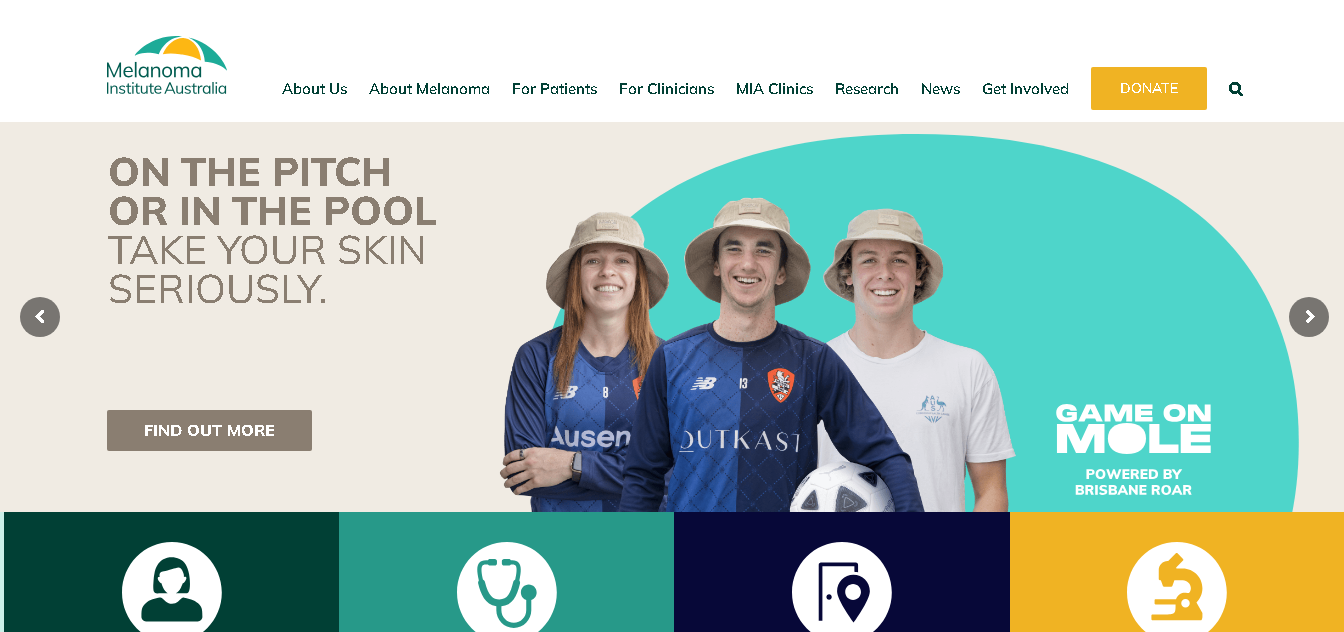 Melanoma
Institute Australia
About Us
About Melanoma
For Patients
For Clinicians
MIA Clinics
Research
News
Get Involved
DONATE
ON THE PITCH
OR IN THE POOL
TAKE YOUR SKIN
SERIOUSLY.
FIND OUT MORE
8
13
Ausen
OUTKAST
AUS
GAME ON
MOLE
POWERED BY
BRISBANE ROAR